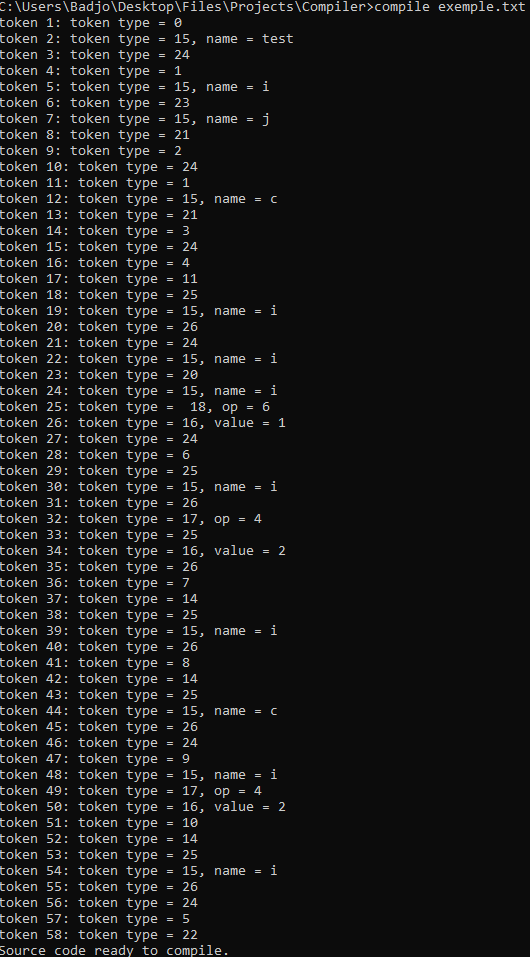 C:\Users\Badjo\Desktop\Files\Projects\Compiler>compile exemple.txt
token 1: token type = 0
token 2: token type = 15, name = test
token 3: token type = 24
token 4: token type = 1
token 5: token type = 15, name = i
token 6: token type = 23
token 7: token type = 15, name = j
token 8: token type = 21
token 9: token type = 2
token 10: token type = 24
token 11: token type = 1
token 12: token type = 15, name = c
token 13: token type = 21
token 14: token type = 3
token 15: token type = 24
token 16: token type = 4
token 17: token type = 11
token 18: token type = 25
token 19: token type = 15, name = i
token 20: token type = 26
token 21: token type = 24
token 22: token type = 15, name = i
token 23: token type = 20
token 24: token type = 15, name = i
token 25: token type =  18, op = 6
token 26: token type = 16, value = 1
token 27: token type = 24
token 28: token type = 6
token 29: token type = 25
token 30: token type = 15, name = i
token 31: token type = 26
token 32: token type = 17, op = 4
token 33: token type = 25
token 34: token type = 16, value = 2
token 35: token type = 26
token 36: token type = 7
token 37: token type = 14
token 38: token type = 25
token 39: token type = 15, name = i
token 40: token type = 26
token 41: token type = 8
token 42: token type = 14
token 43: token type = 25
token 44: token type = 15, name = c
token 45: token type = 26
token 46: token type = 24
token 47: token type = 9
token 48: token type = 15, name = i
token 49: token type = 17, op = 4
token 50: token type = 16, value = 2
token 51: token type = 10
token 52: token type = 14
token 53: token type = 25
token 54: token type = 15, name = i
token 55: token type = 26
token 56: token type = 24
token 57: token type = 5
token 58: token type = 22
Source code ready to compile.